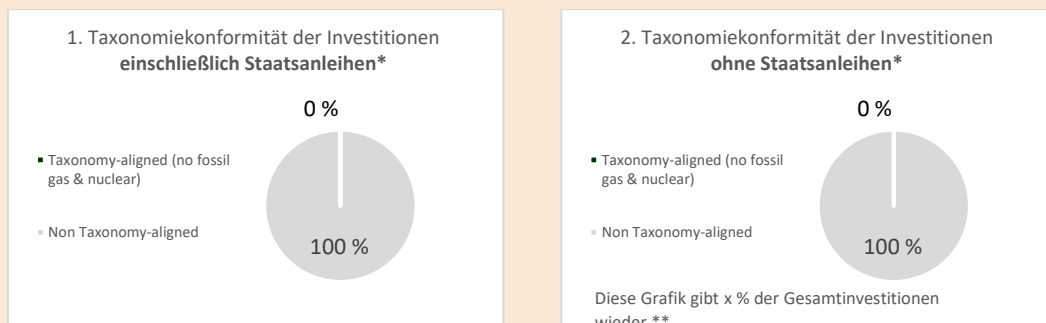 1. Taxonomiekonformität der Investitionen
einschließlich Staatsanleihen*
0 %
Taxonomy-aligned (no fossil
gas & nuclear)
Non Taxonomy-aligned
100 %
2. Taxonomiekonformität der Investitionen
ohne Staatsanleihen*
0 %
Taxonomy-aligned (no fossil
gas & nuclear)
Non Taxonomy-aligned
100 %
Diese Grafik gibt x % der Gesamtinvestitionen
wieder.**